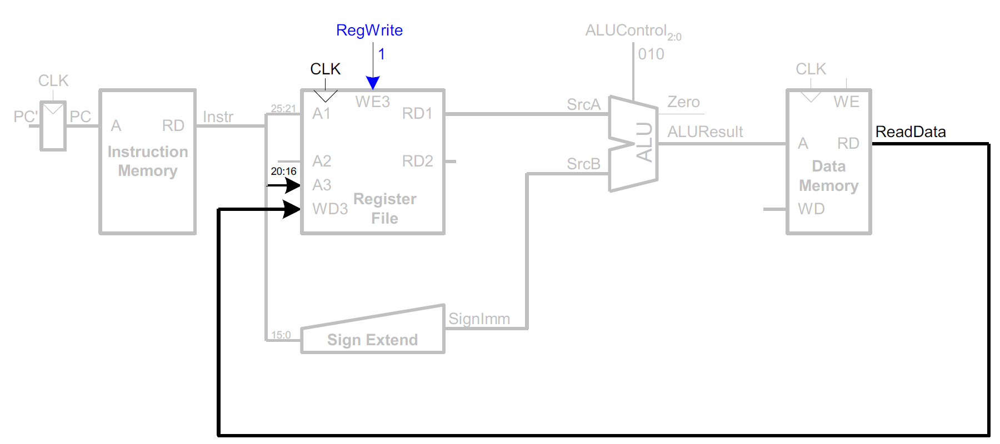 RegWrite
1
ALUControl2:0
010
CLK
CLK
CLK
PC'
PC
A
RD
Instr
Instruction
Memory
25:21
A1
WE3
RD1
A2
RD2
20:16
A3
WD3
Register
File
SrcA
SrcB
ALU
Zero
ALUResult
CLK
WE
A
RD
ReadData
Data
Memory
WD
15:0
Sign Extend
SignImm